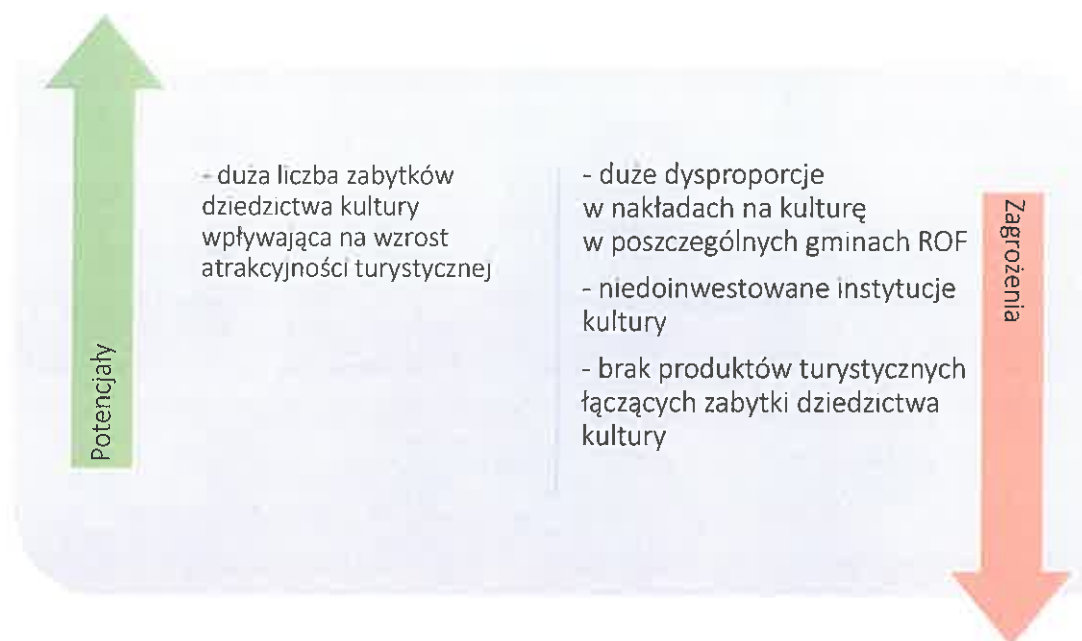 Potencjały
- duża liczba zabytków
dziedzictwa kultury
wpływająca na wzrost
atrakcyjności turystycznej
- duże dysproporcje
w nakładach na kulturę
w poszczególnych gminach ROF
- niedoinwestowane instytucje
kultury
- brak produktów turystycznych
łączących zabytki dziedzictwa
kultury
Zagrożenia